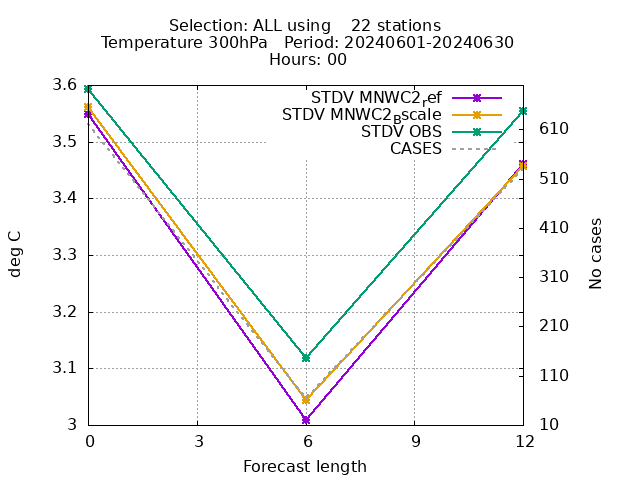 Selection: ALL using    22 stations
Temperature 300hPa   Period: 20240601-20240630
Hours: 00
STDV MNWC2_ref
STDV MNWC2_Bscale
STDV OBS
CASES
3.6
3.5
3.4
3.3
3.2
3.1
3
610
510
410
310
210
110
10
deg C
No cases
0 3 6 9 12
Forecast length